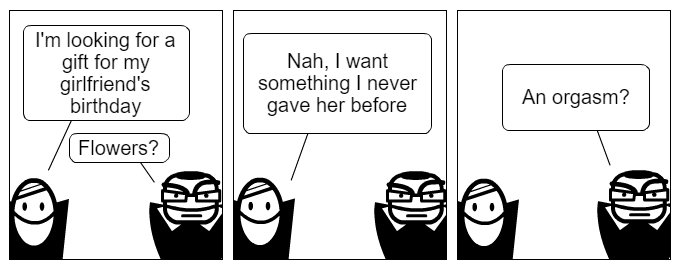 I'm looking for a
gift for my
girlfriend's
birthday
Flowers?
Nah, I want
something I never
gave her before
An orgasm?